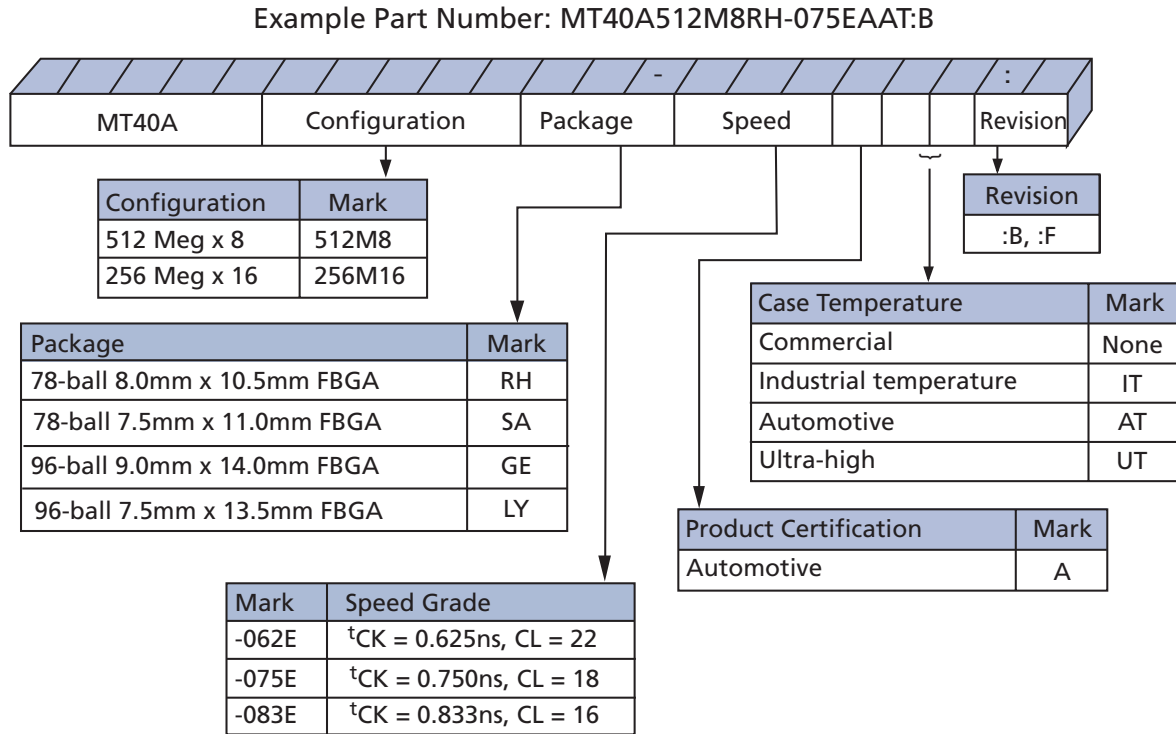 Example Part Number: MT40A512M8RH-075EAAT:B
- :
MT40A Configuration Package Speed Revision
Configuration Mark
512 Meg x 8 512M8
256 Meg x 16 256M16
Revision
:B, :F
Package Mark
78-ball 8.0mm x 10.5mm FBGA RH
78-ball 7.5mm x 11.0mm FBGA SA
96-ball 9.0mm x 14.0mm FBGA GE
96-ball 7.5mm x 13.5mm FBGA LY
Case Temperature Mark
Commercial None
Industrial temperature IT
Automotive AT
Ultra-high UT
Product Certification Mark
Automotive A
Mark Speed Grade
-062E tCK = 0.625ns, CL = 22
-075E tCK = 0.750ns, CL = 18
-083E tCK = 0.833ns, CL = 16